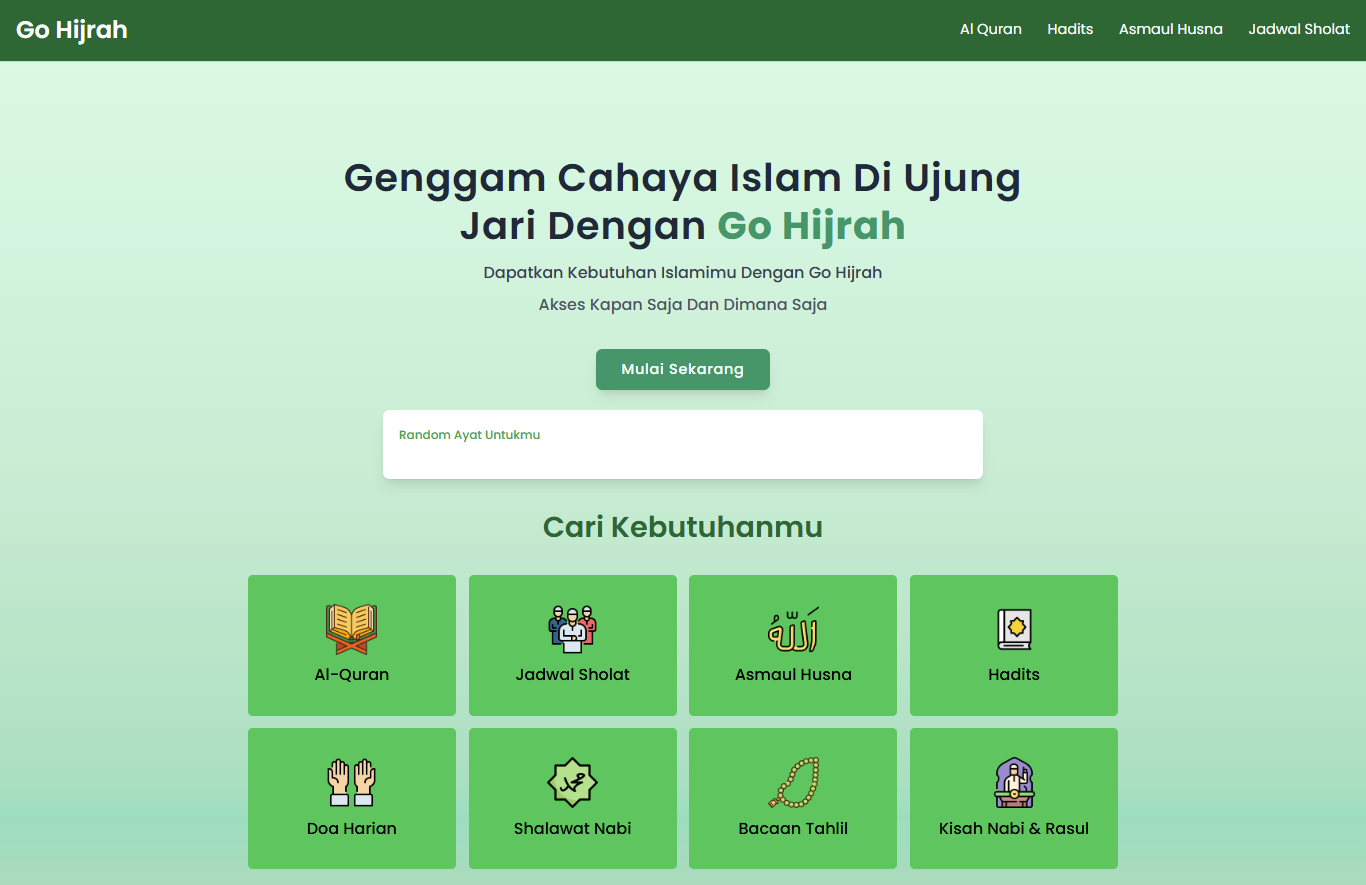 Go Hijrah
Al Quran Hadits Asmaul Husna Jadwal Sholat
Genggam Cahaya Islam Di Ujung
Jari Dengan Go Hijrah
Dapatkan Kebutuhan Islamimu Dengan Go Hijrah
Akses Kapan Saja Dan Dimana Saja
Mulai Sekarang
Random Ayat Untukmu
Cari Kebutuhanmu
الله
Al-Quran Jadwal Sholat Asmaul Husna Hadits
محمد
Doa Harian Shalawat Nabi Bacaan Tahlil Kisah Nabi & Rasul